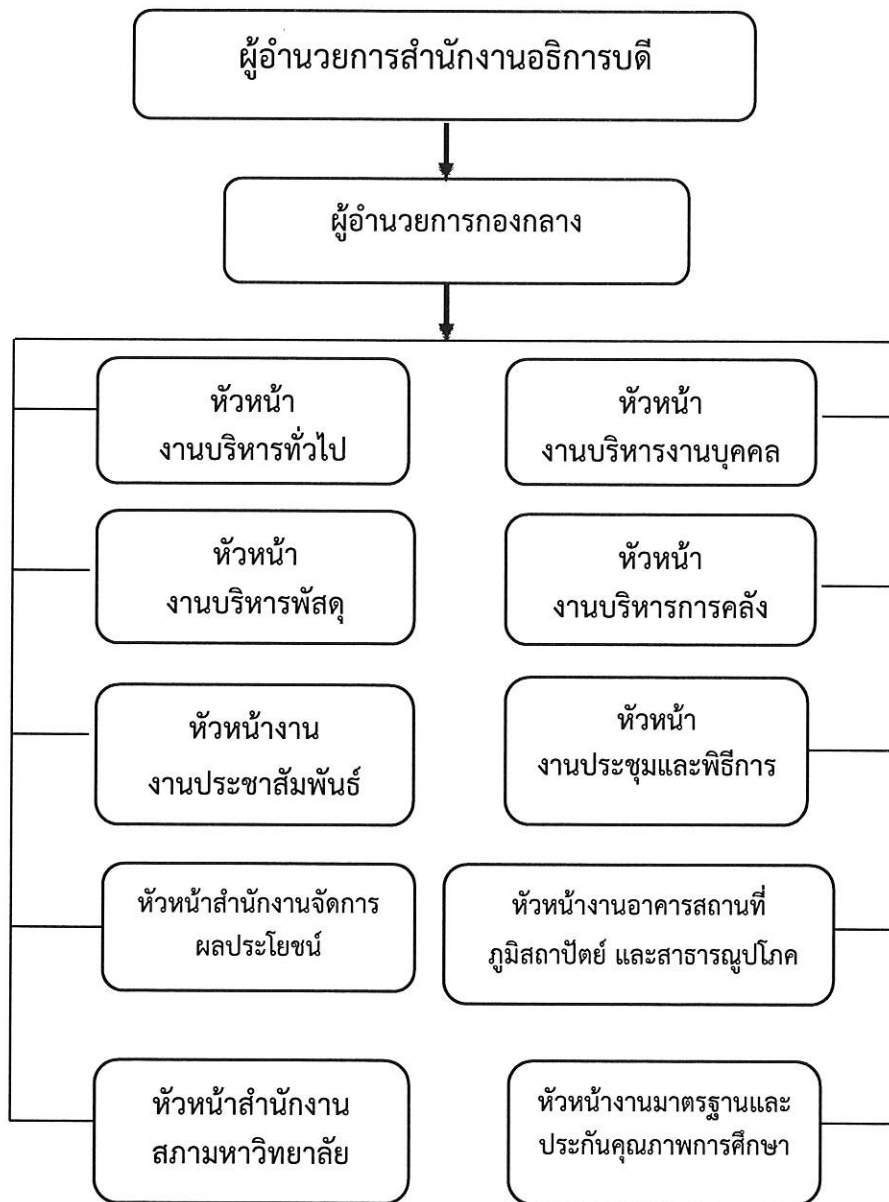 ผู้อำนวยการสำนักงานอธิการบดี
ผู้อำนวยการกองกลาง
หัวหน้า
งานบริหารทั่วไป
หัวหน้า
งานบริหารงานบุคคล
หัวหน้า
งานบริหารพัสดุ
หัวหน้า
งานบริหารการคลัง
หัวหน้างาน
งานประชาสัมพันธ์
หัวหน้า
งานประชุมและพิธีการ
หัวหน้าสำนักงานจัดการ
ผลประโยชน์
หัวหน้างานอาคารสถานที่
ภูมิสถาปัตย์ และสาธารณูปโภค
หัวหน้าสำนักงาน
สภามหาวิทยาลัย
หัวหน้างานมาตรฐานและ
ประกันคุณภาพการศึกษา